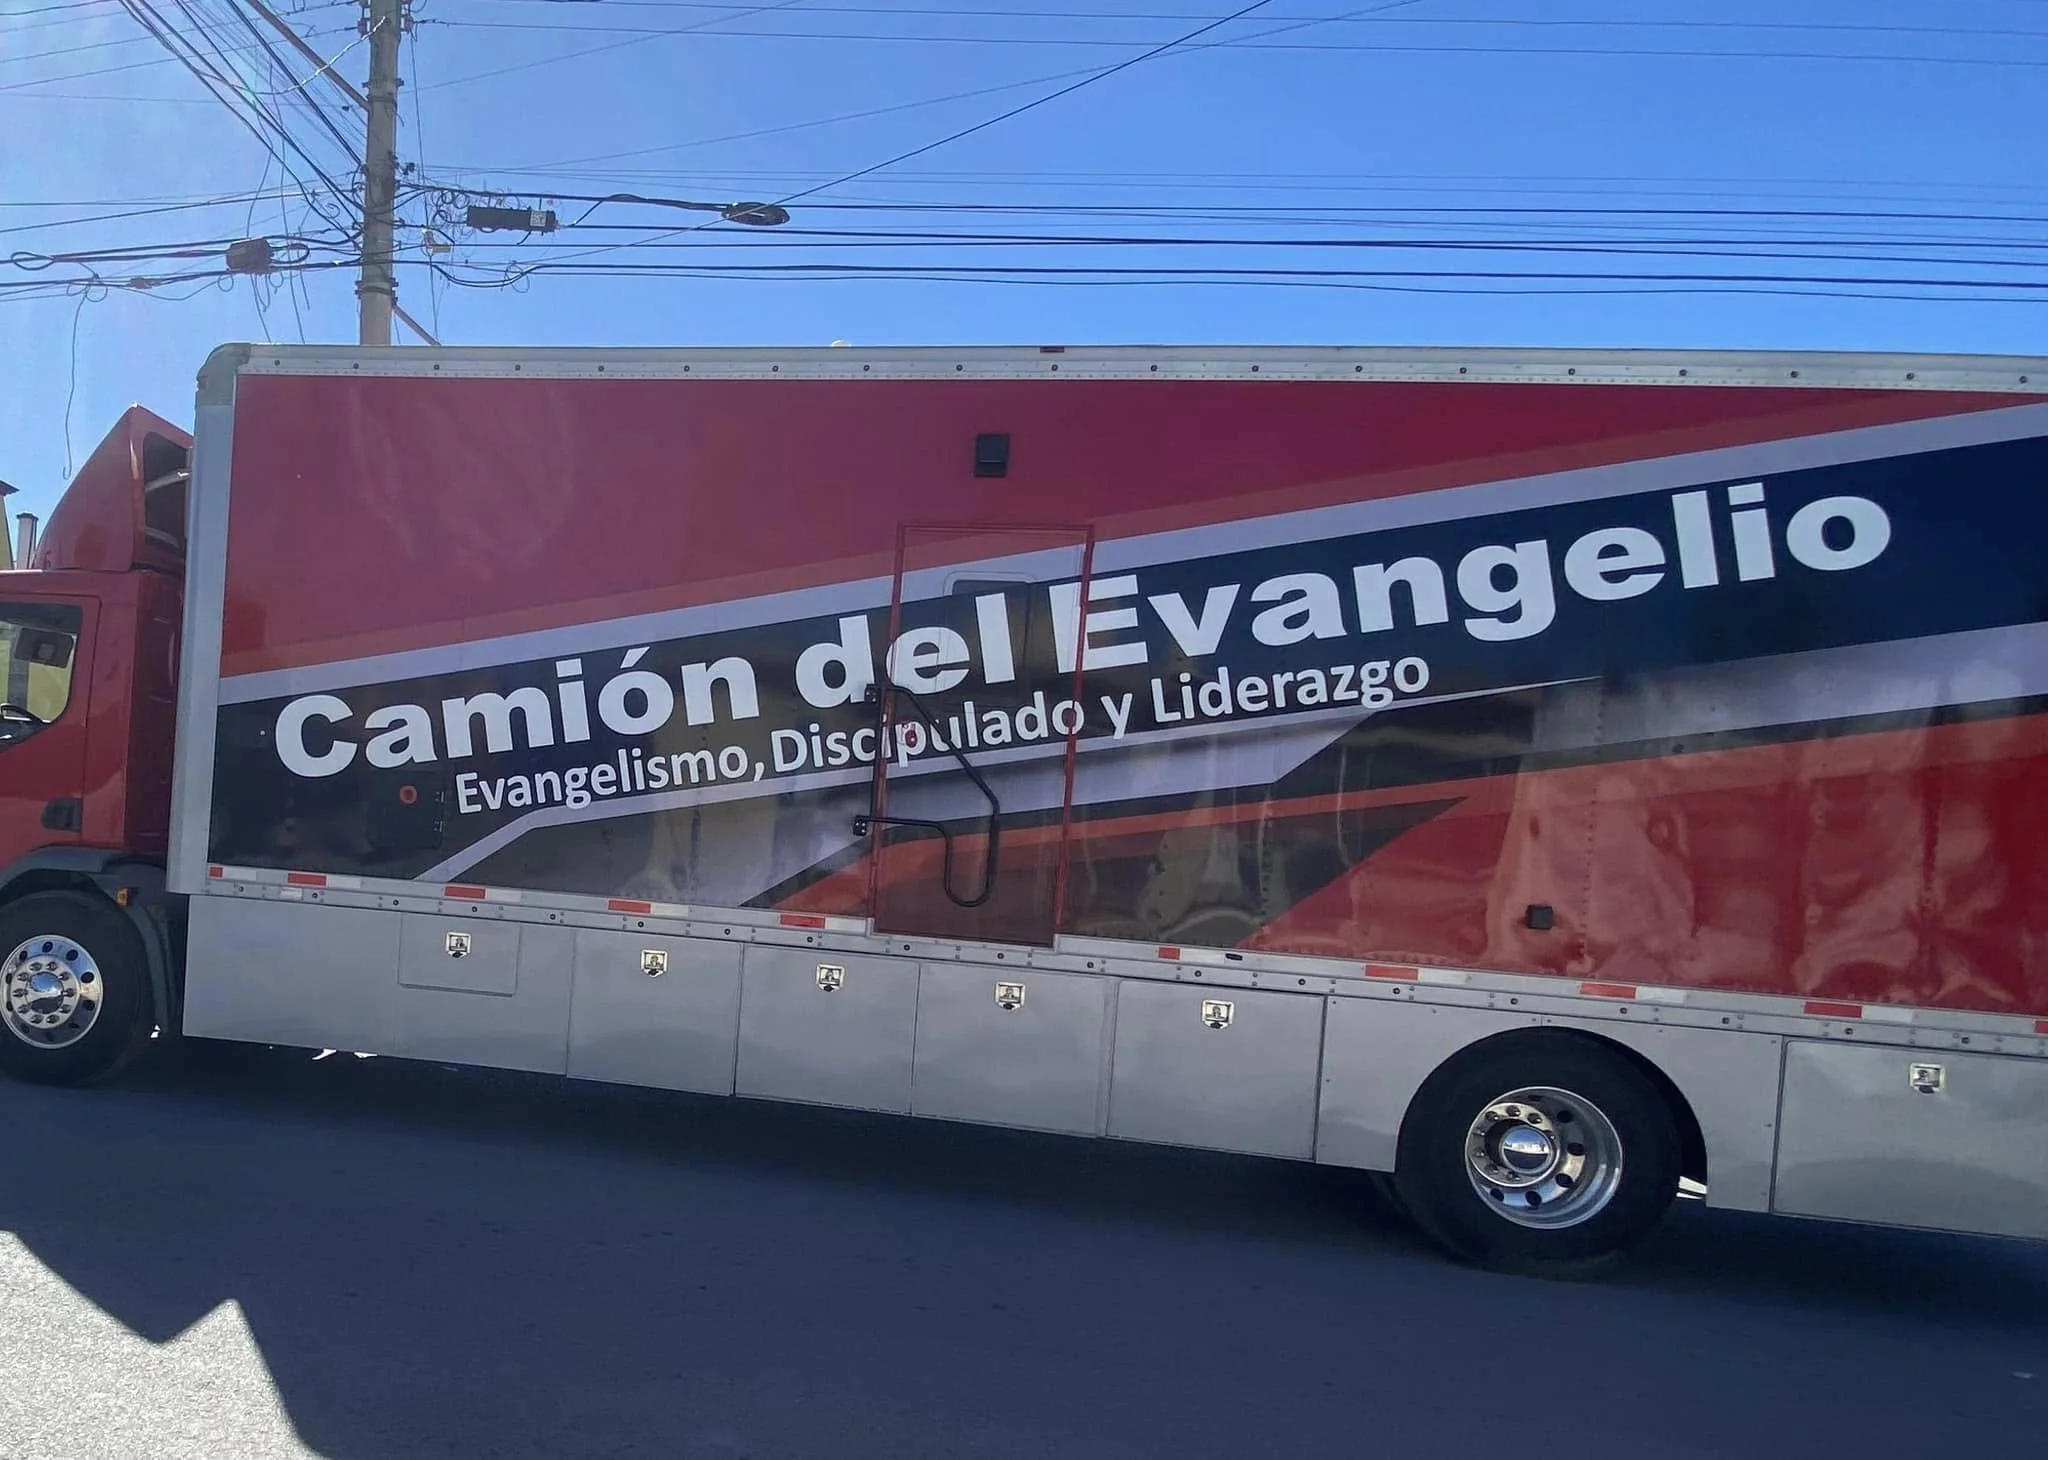 Camión del Evangelio
Evangelismo, Discipulado y Liderazgo